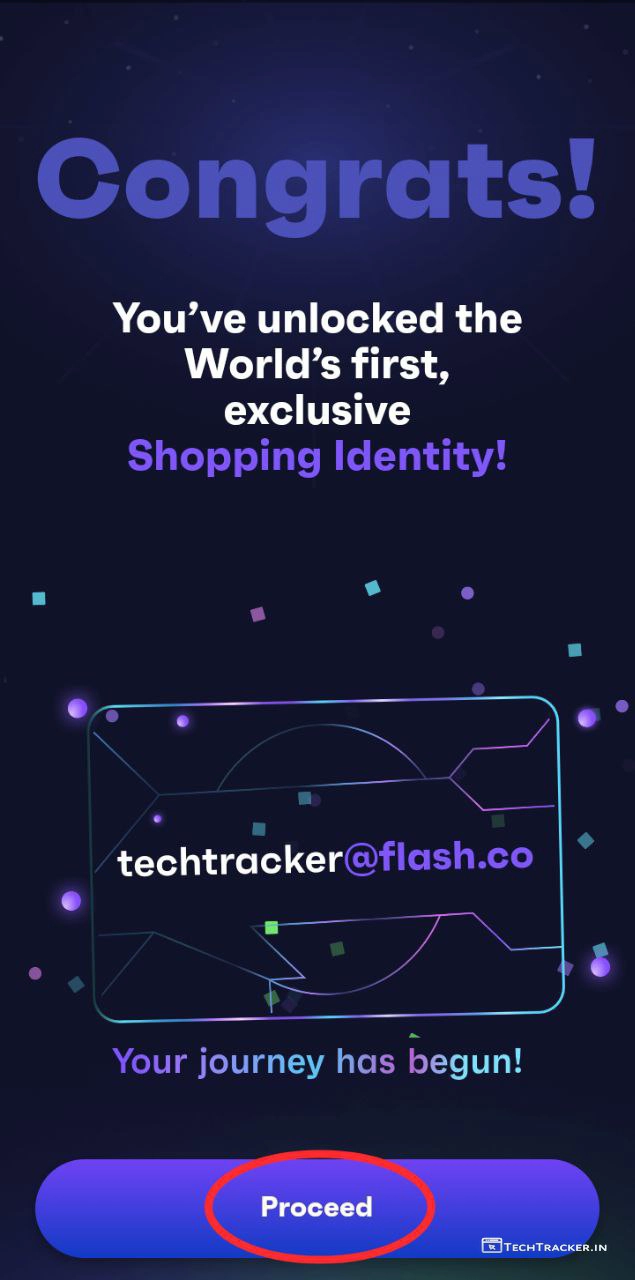 Congrats!
You’ve unlocked the
World’s first,
exclusive
Shopping Identity!
techtracker@flash.co
Your journey has begun!
Proceed
TechTracker.in